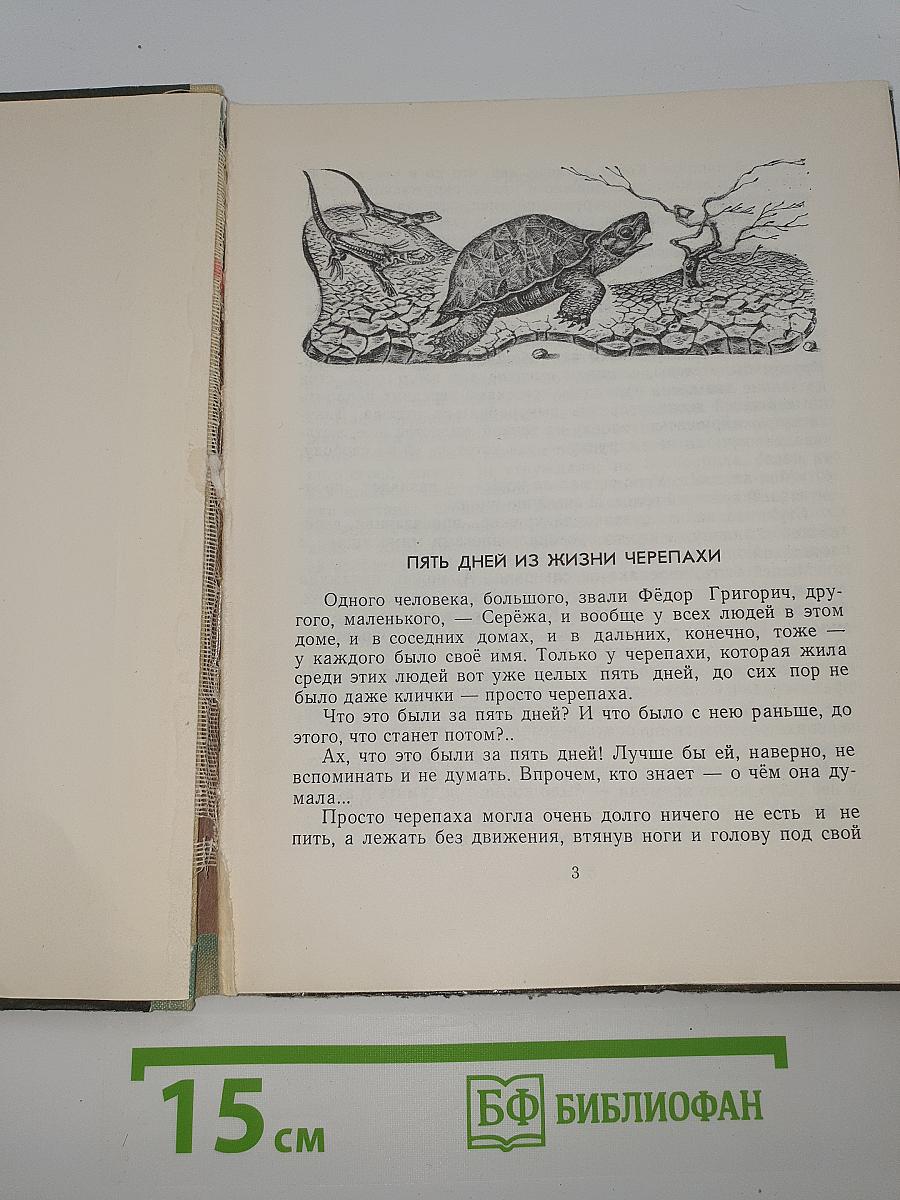 ПЯТЬ ДНЕЙ ИЗ ЖИЗНИ ЧЕРЕПАХИ
Одного человека, большого, звали Фёдор Григорич, дру-
гого, маленького, — Серёжа, и вообще у всех людей в этом
доме, и в соседних домах, и в дальних, конечно, тоже —
у каждого было своё имя. Только у черепахи, которая жила
среди этих людей вот уже целых пять дней, до сих пор не
было даже клички — просто черепаха.
Что это были за пять дней? И что было с нею раньше, до
этого, что станет потом?..
Ах, что это были за пять дней! Лучше бы ей, наверно, не
вспоминать и не думать. Впрочем, кто знает — о чём она ду-
мала...
Просто черепаха могла очень долго ничего не есть и не
пить, а лежать без движения, втянув ноги и голову под свой
3
15 см
БФ БИБЛИОФАН